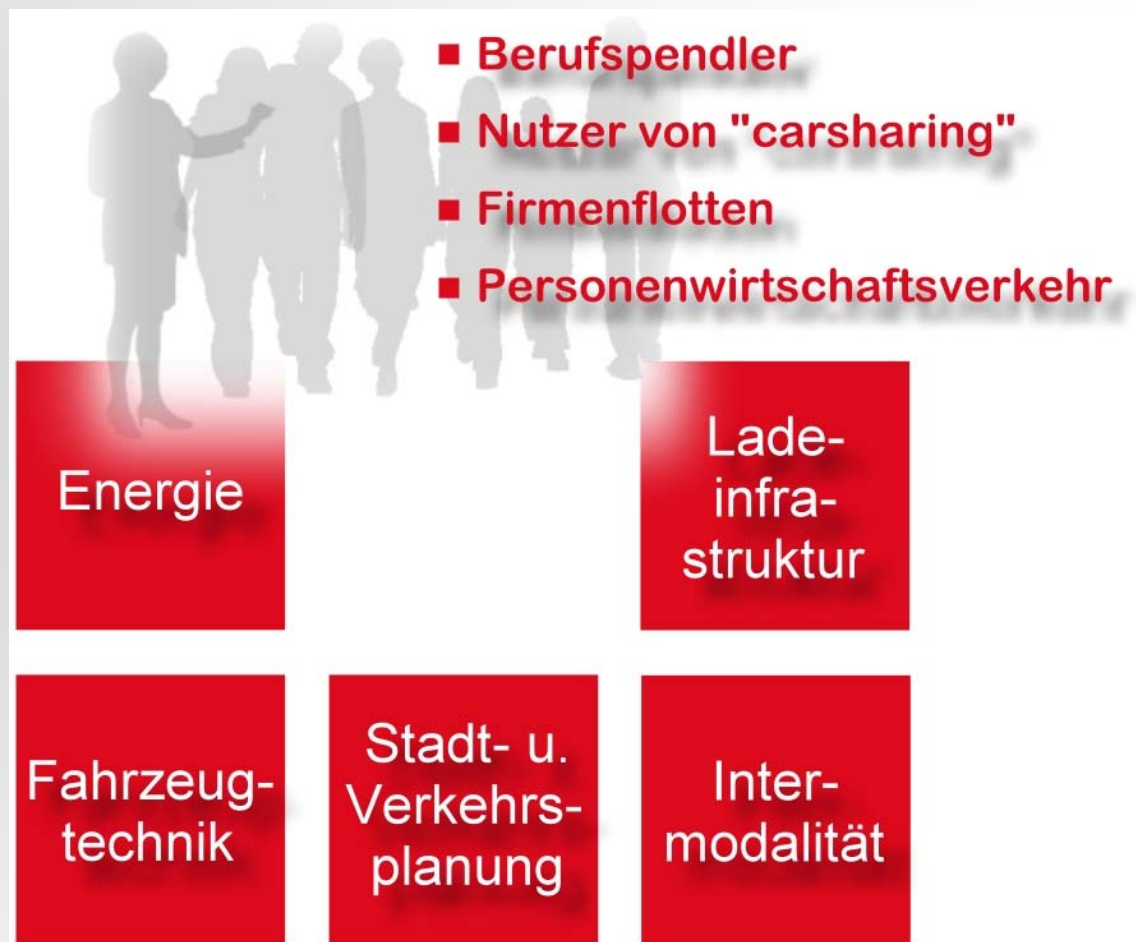 Berufspendler
Nutzer von "carsharing"
Firmenflotten
Personenwirtschaftsverkehr
Energie
Lade-
infra-
struktur
Fahrzeug-
technik
Stadt- u.
Verkehrs-
planung
Inter-
modalität